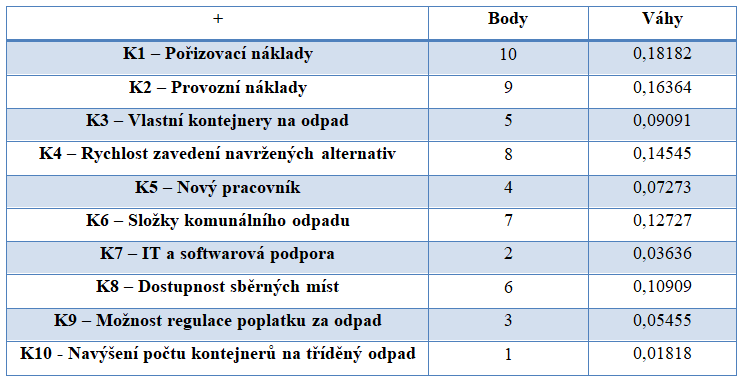 + Body Váhy
K1 – Pořizovací náklady 10 0,18182
K2 – Provozní náklady 9 0,16364
K3 – Vlastní kontejnery na odpad 5 0,09091
K4 – Rychlost zavedení navržených alternativ 8 0,14545
K5 – Nový pracovník 4 0,07273
K6 – Složky komunálního odpadu 7 0,12727
K7 – IT a softwarová podpora 2 0,03636
K8 – Dostupnost sběrných míst 6 0,10909
K9 – Možnost regulace poplatku za odpad 3 0,05455
K10 - Navýšení počtu kontejnerů na tříděný odpad 1 0,01818